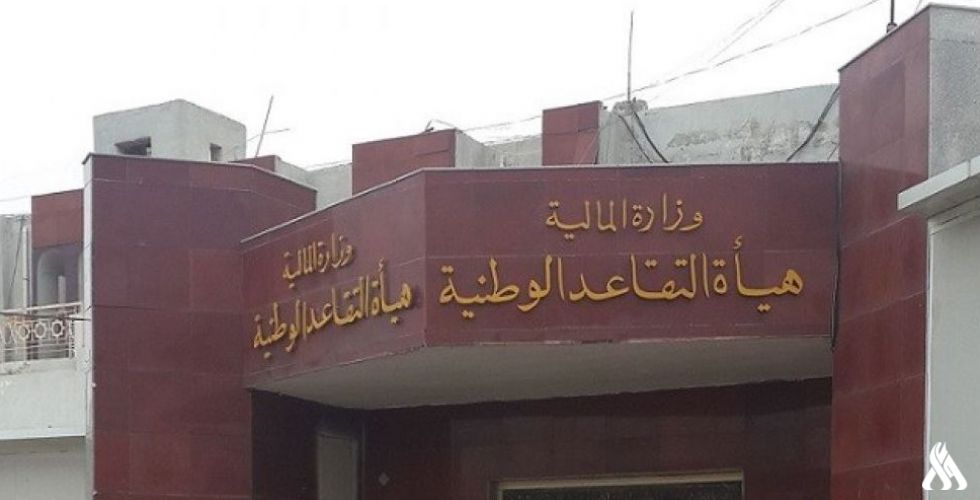 وزارة المالية
هيأة التقاعد الوطنية
وزارة المالية
هيأة التقاعد الوطنية